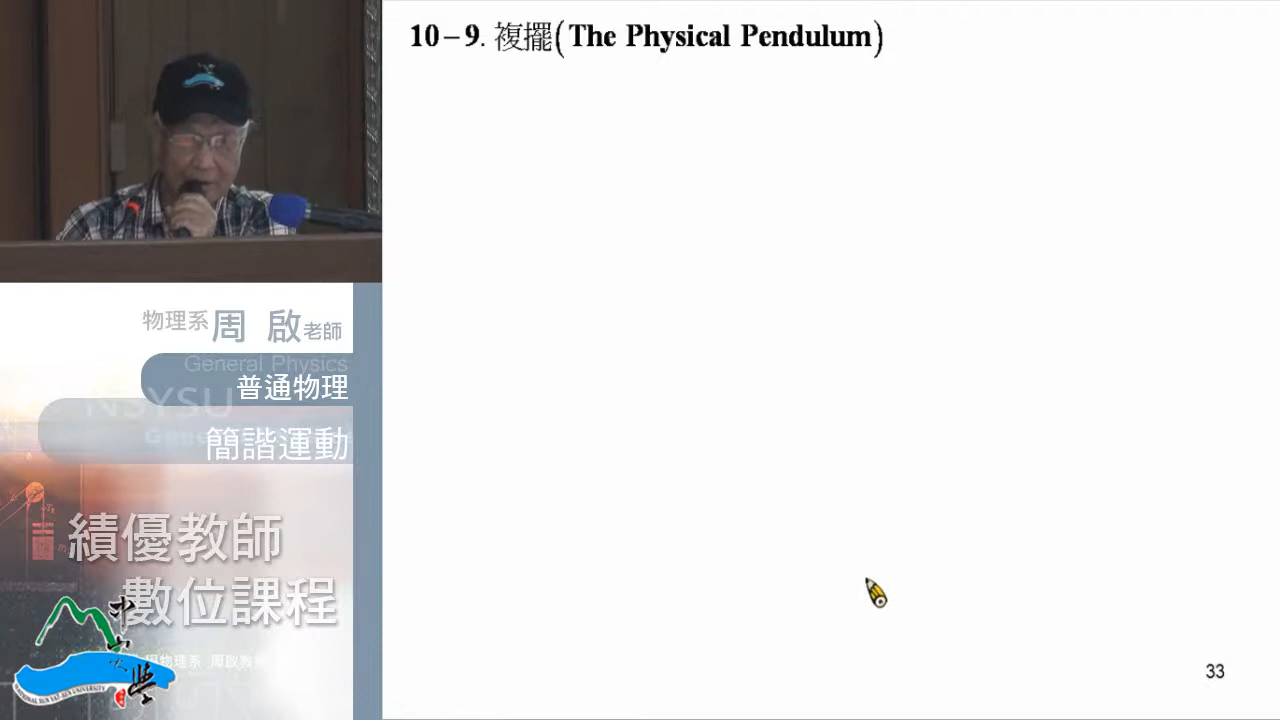 10－9. 複擺(The Physical Pendulum)
物理系 周 啟 老師
General Physics
普通物理
NSYSU
簡諧運動
績優教師
數位課程
33